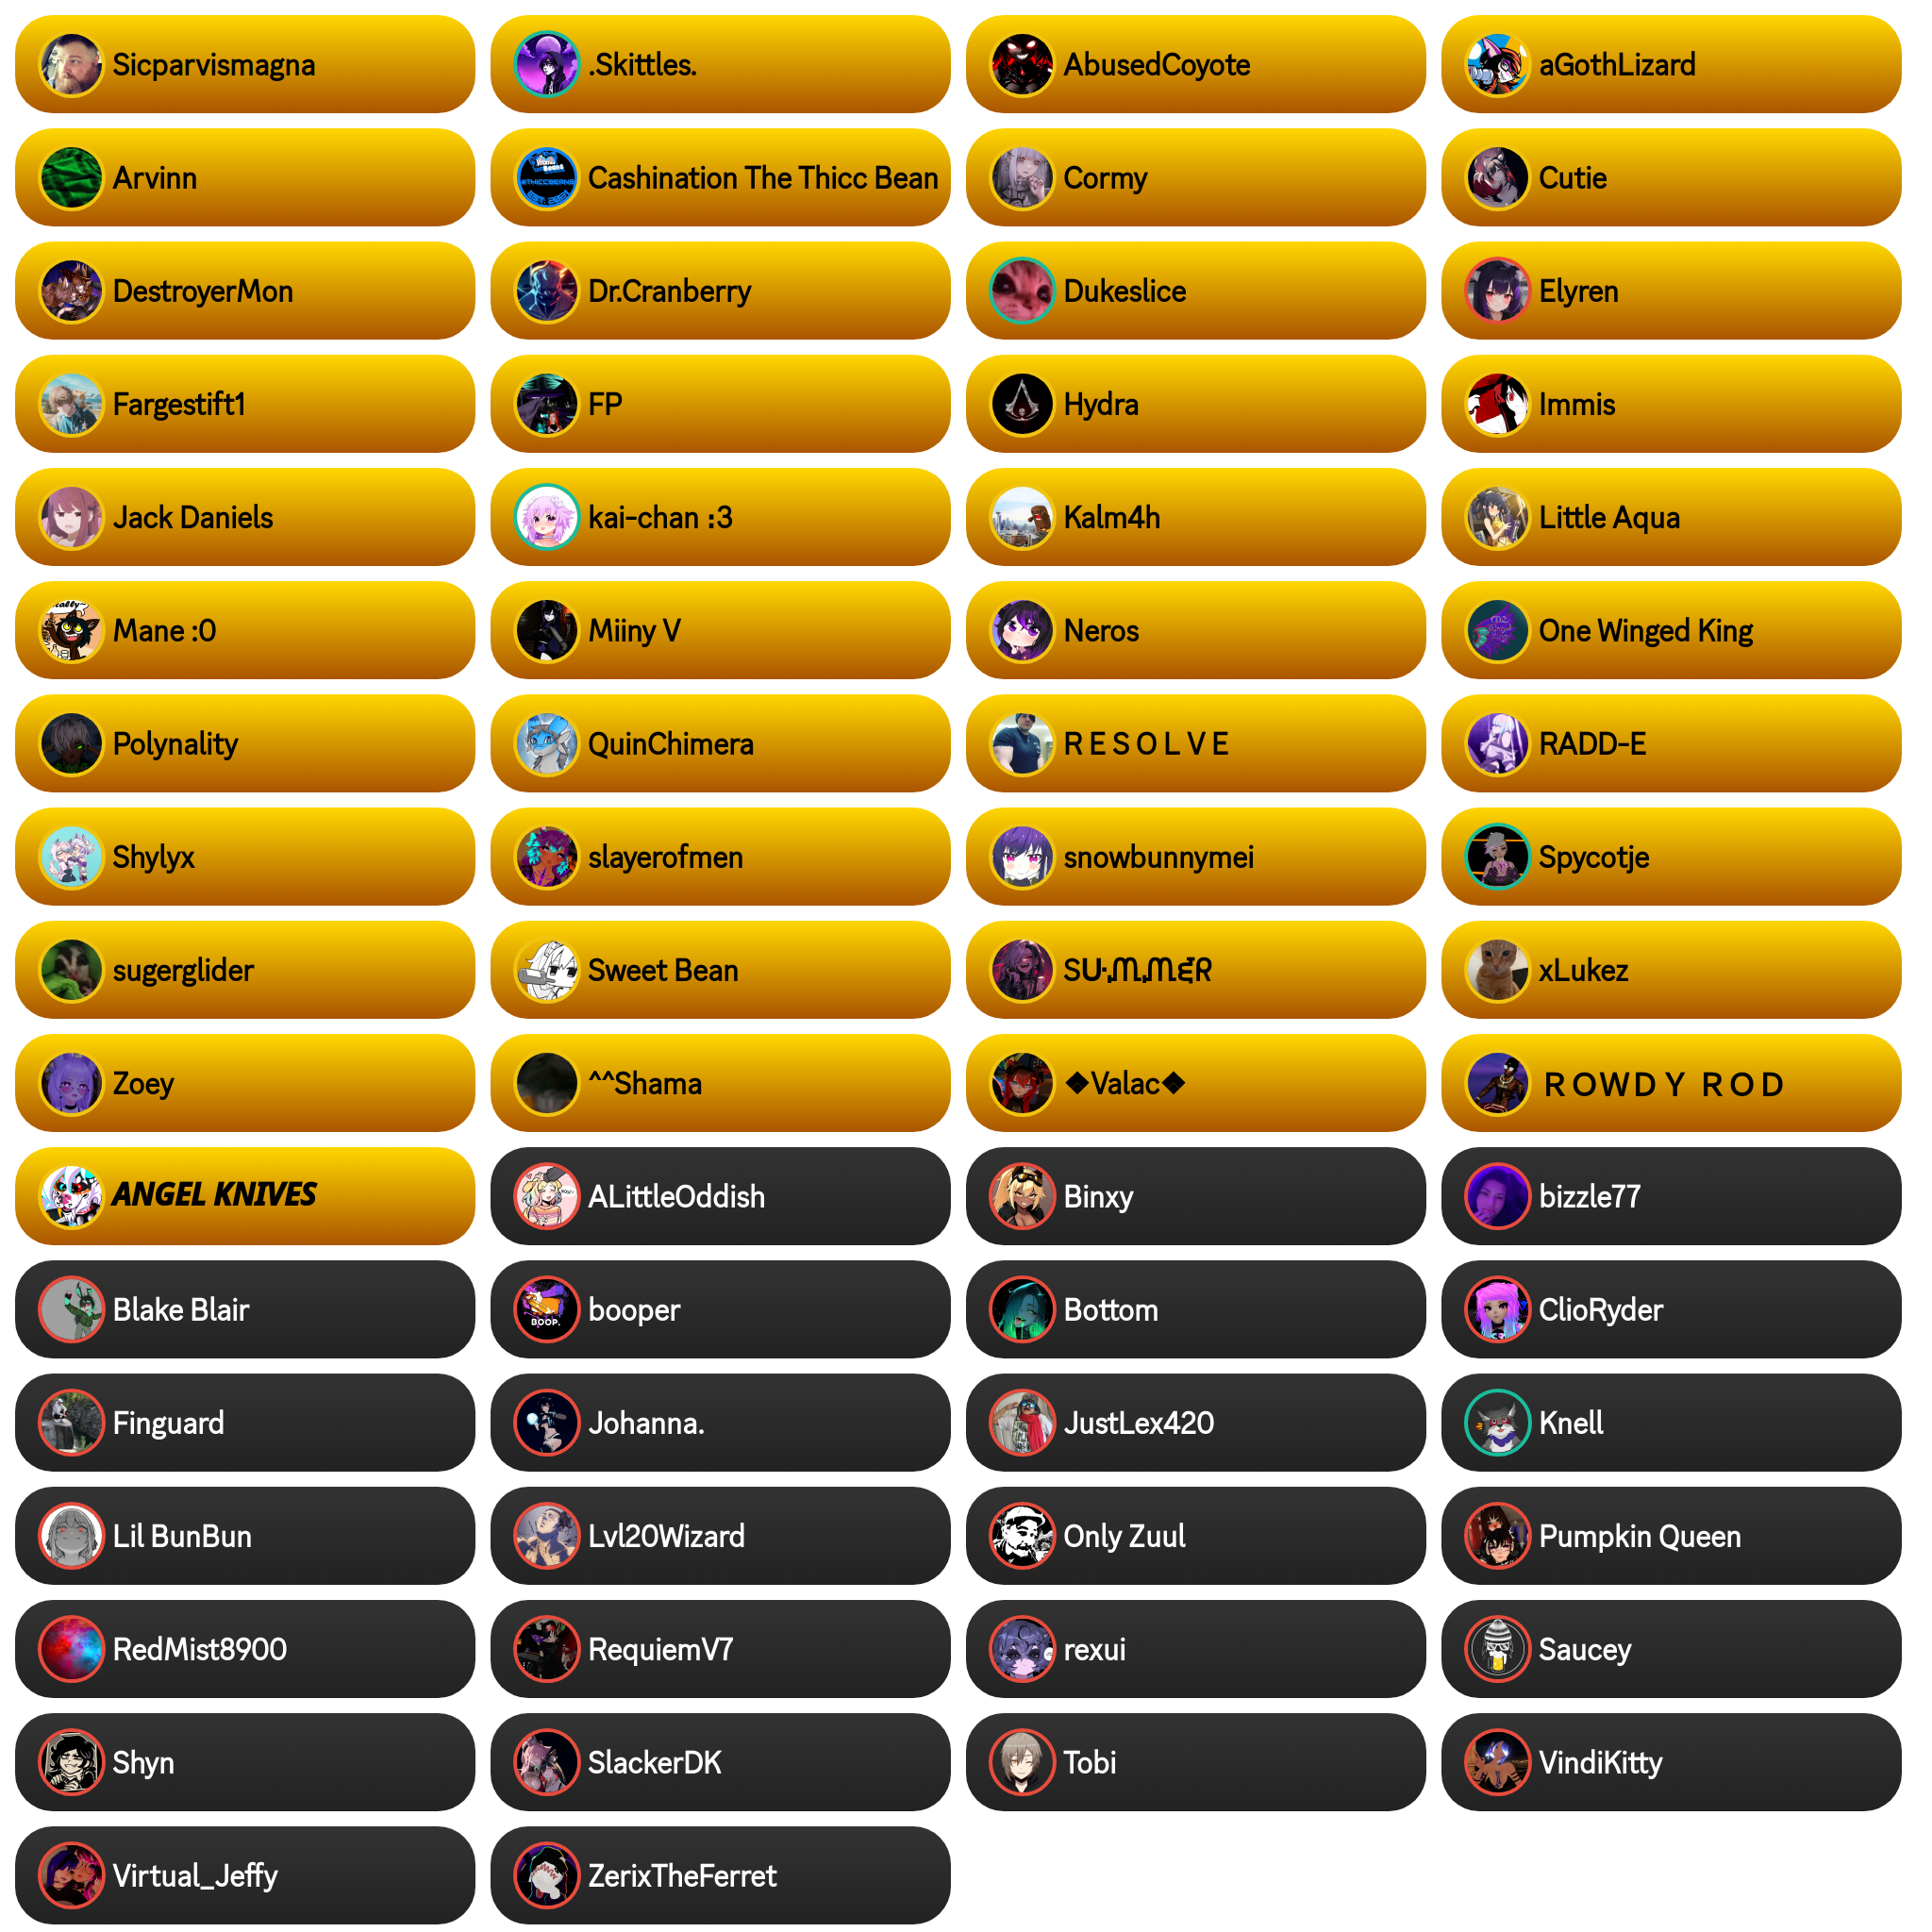 Sicparvismagna
.Skittles.
AbusedCoyote
aGothLizard
Arvinn
Cashination The Thicc Bean
Cormy
Cutie
DestroyerMon
Dr.Cranberry
Dukeslice
Elyren
Fargestift1
FP
Hydra
Immis
Jack Daniels
kai-chan :3
Kalm4h
Little Aqua
Mane :0
Miiny V
Neros
One Winged King
Polynality
QuinChimera
R E S O L V E
RADD-E
Shylyx
slayerofmen
snowbunnymei
Spycotje
sugerglider
Sweet Bean
xLukez
Zoey
^^Shama
❖Valac❖
R O W D Y R O D
ANGEL KNIVES
ALittleOddish
Binxy
bizzle77
Blake Blair
BOOP.
booper
Bottom
ClioRyder
Finguard
Johanna.
JustLex420
Knell
Lil BunBun
Lvl20Wizard
Only Zuul
Pumpkin Queen
RedMist8900
RequiemV7
rexui
Saucey
Shyn
SlackerDK
Tobi
VindiKitty
Virtual_Jeffy
ZerixTheFerret